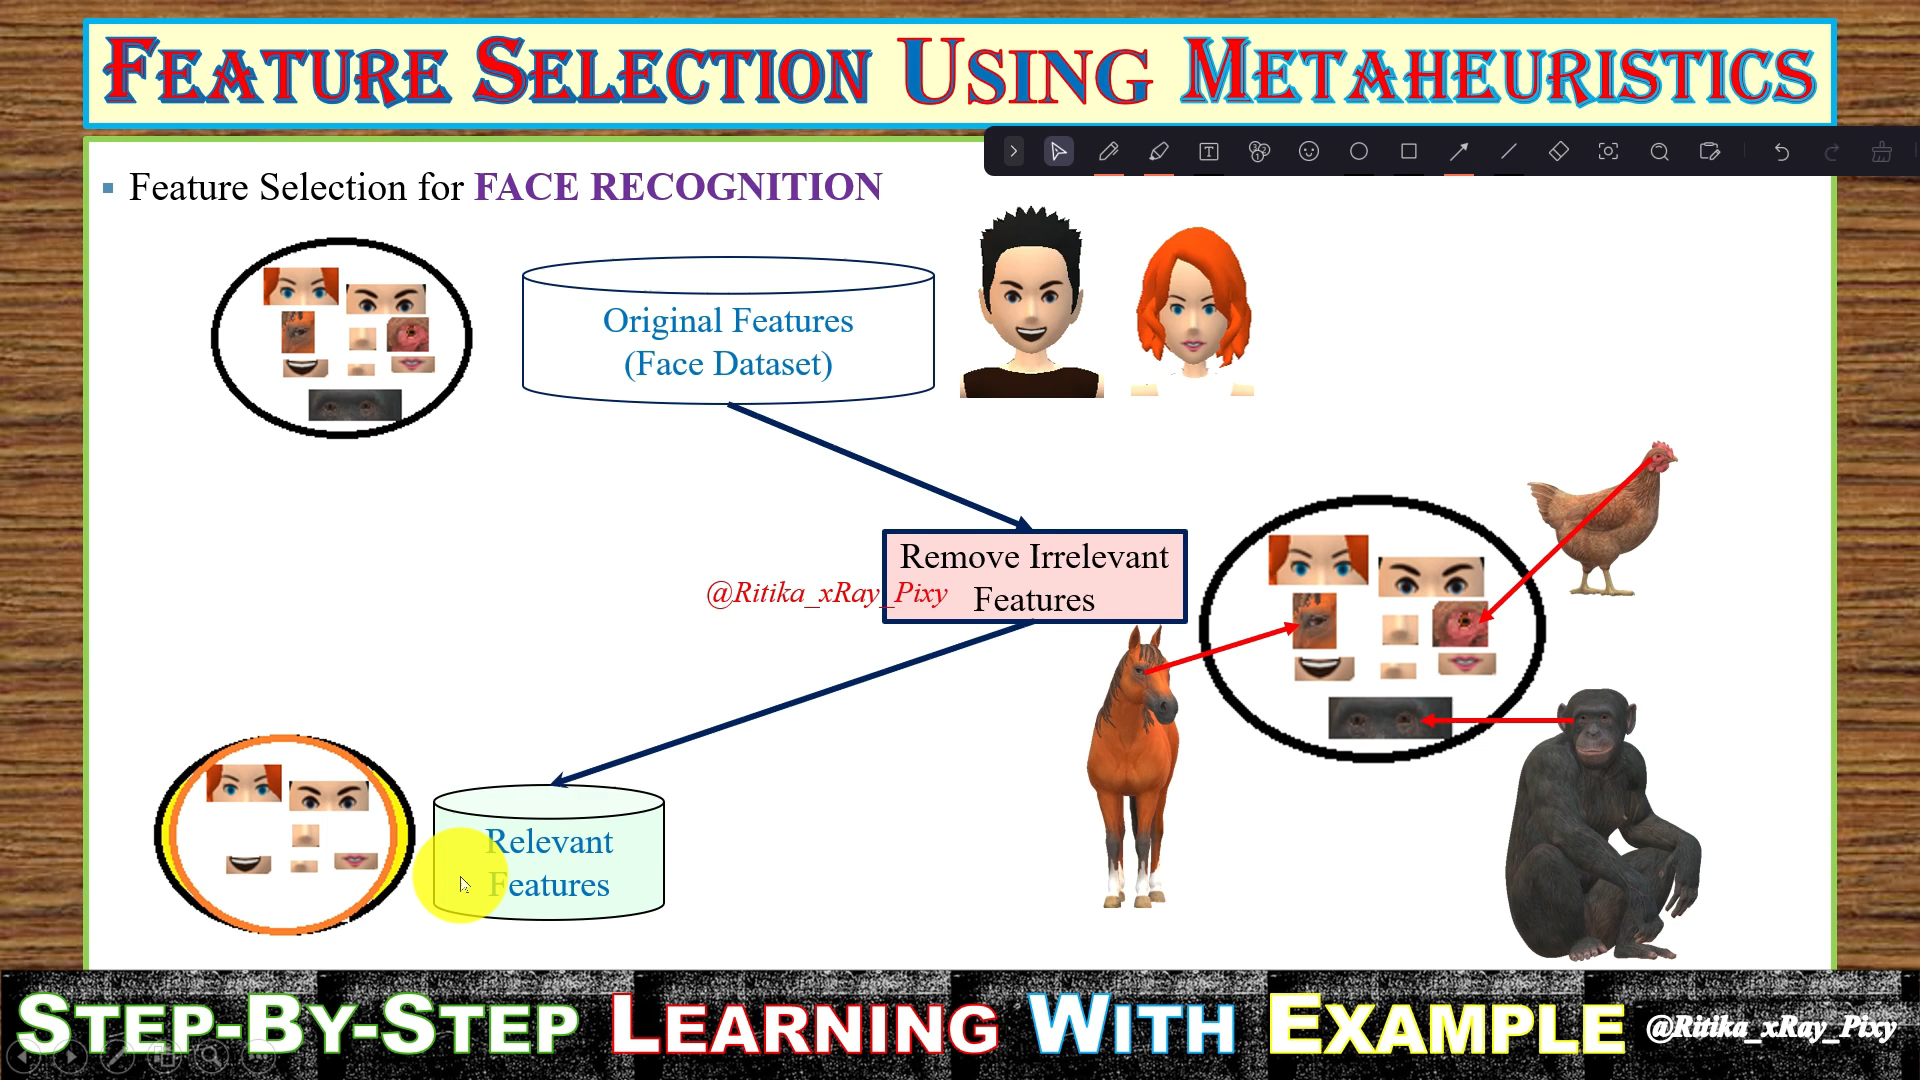 FEATURE SELECTION USING METAHEURISTICS
▪ Feature Selection for FACE RECOGNITION
Original Features
(Face Dataset)
Remove Irrelevant
Features
@Ritika_xRay_Pixy
Relevant
Features
STEP-BY-STEP LEARNING WITH EXAMPLE
@Ritika_xRay_Pixy